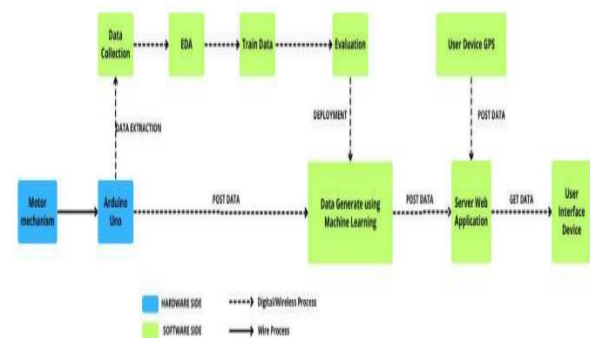 Data
Collection
EDA
Train Data
Evaluation
User Device GPS
DATA EXTRACTION
DEPLOYMENT
POST DATA
Motor
mechanism
Arduino
Uno
POST DATA
Data Generate using
Machine Learning
POST DATA
Server Web
Application
GET DATA
User
Interface
Device
HARDWARE SIDE
Digital/Wireless Process
SOFTWARE SIDE
Wire Process